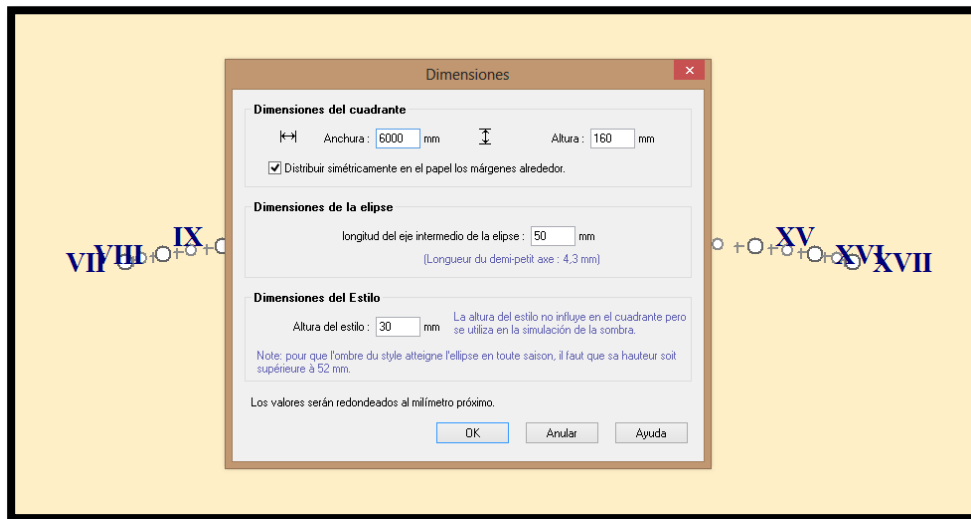 Dimensiones
Dimensiones del cuadrante
Anchura : 6000 mm Altura : 160 mm
Distribuir simétricamente en el papel los márgenes alrededor.
Dimensiones de la elipse
longitud del eje intermedio de la elipse : 50 mm
(Longueur du demi-petit axe : 4,3 mm)
Dimensiones del Estilo
Altura del estilo : 30 mm
La altura del estilo no influye en el cuadrante pero
se utiliza en la simulación de la sombra.
Note: pour que l'ombre du style atteigne l'ellipse en toute saison, il faut que sa hauteur soit
supérieure à 52 mm.
Los valores serán redondeados al milímetro próximo.
OK Anular Ayuda
VII VIII IX XV XVI XVII